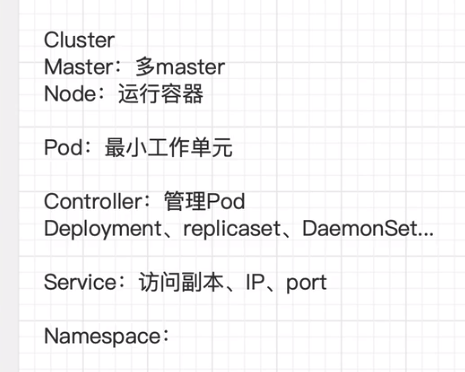 Cluster
Master：多master
Node：运行容器
Pod：最小工作单元
Controller：管理Pod
Deployment、replicaset、DaemonSet...
Service：访问副本、IP、port
Namespace：